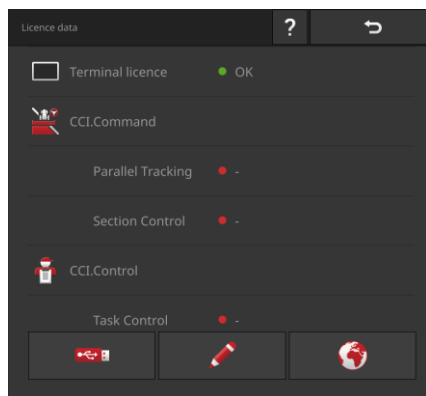 Licence data ?
Terminal licence OK
CCI.Command
Parallel Tracking -
Section Control -
CCI.Control
Task Control -